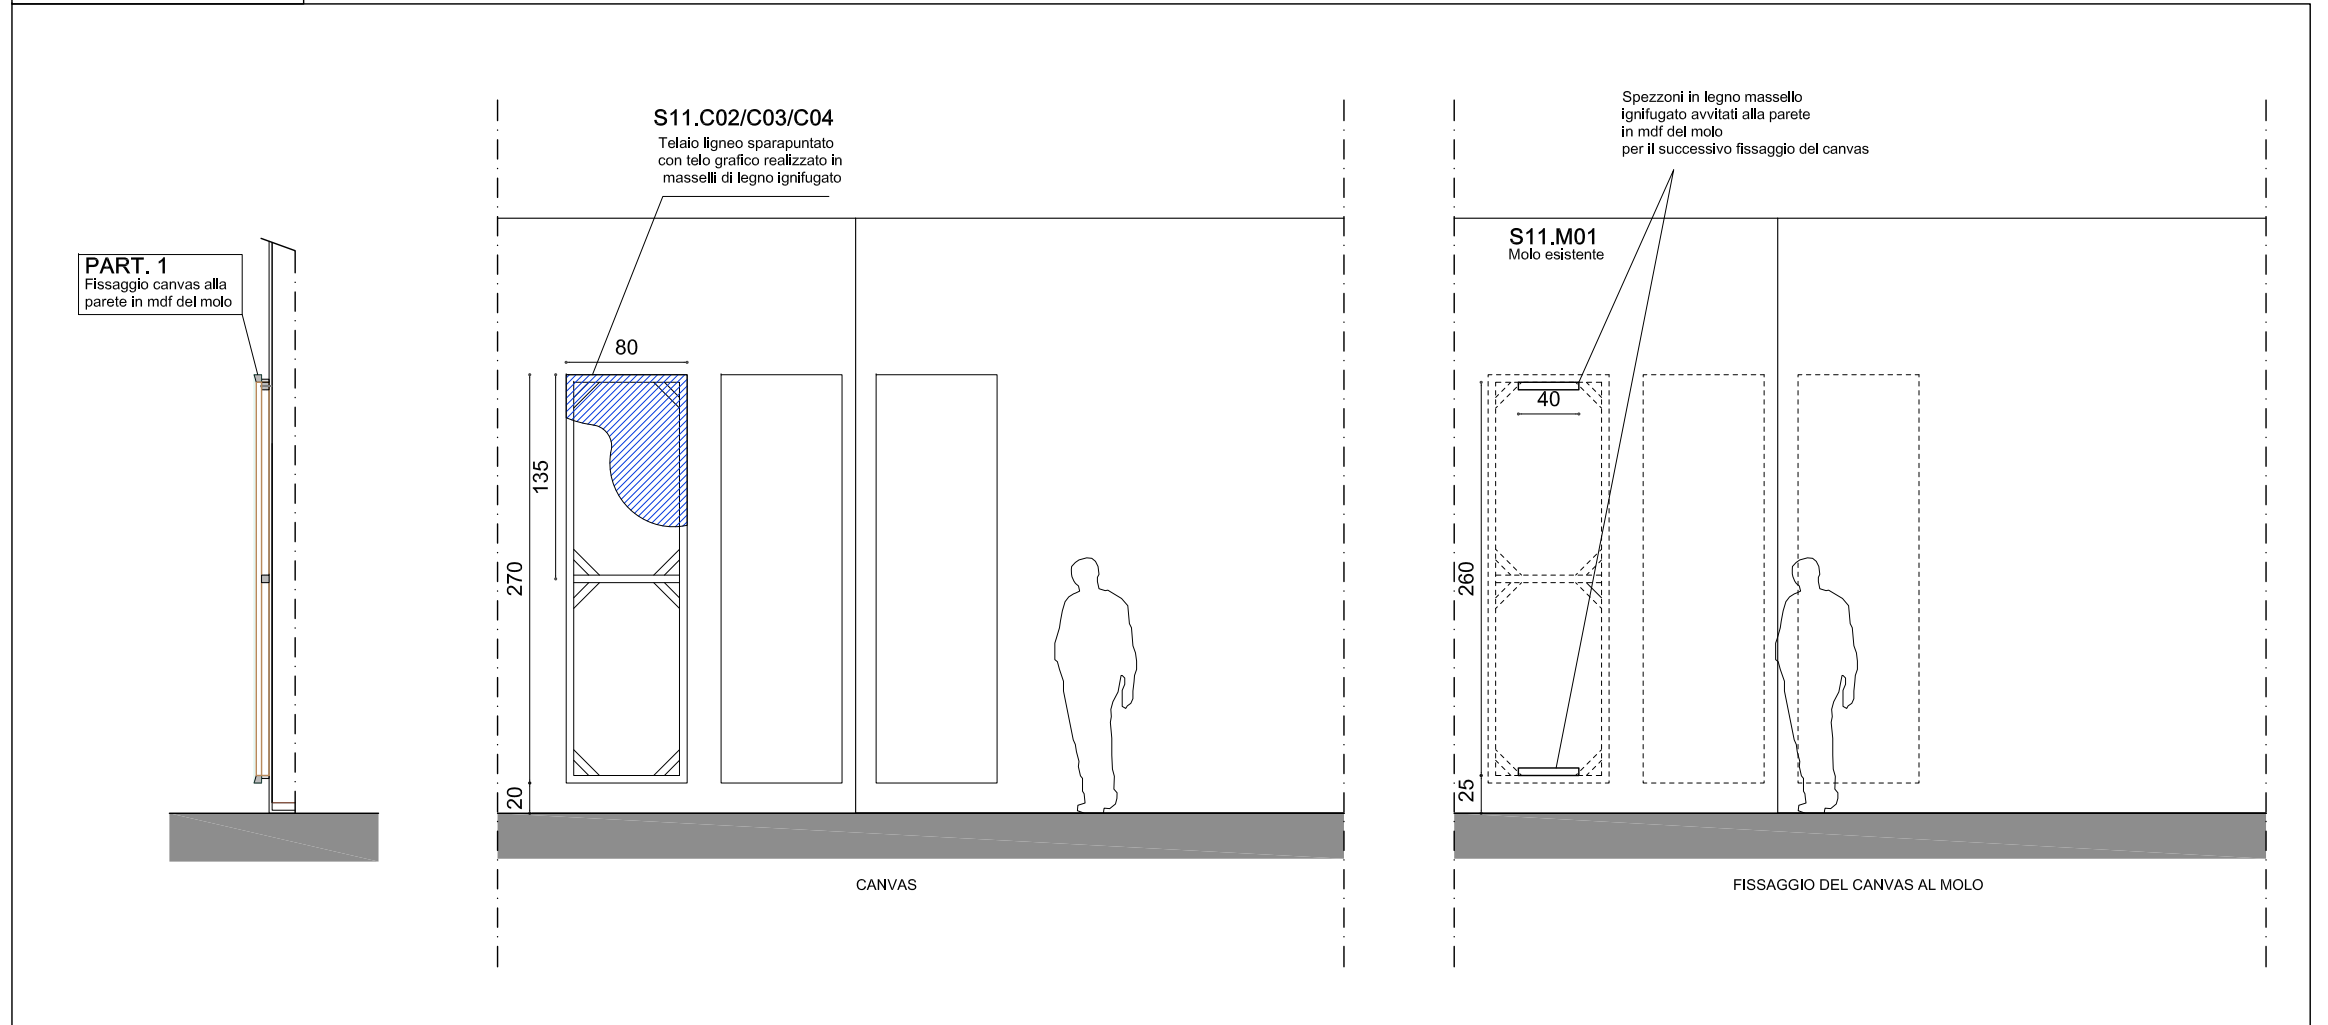 PART. 1
Fissaggio canvas alla
parete in mdf del molo
S11.C02/C03/C04
Telaio ligneo sparapuntato
con telo grafico realizzato in
masselli di legno ignifugato
80
135
270
20
CANVAS
Spezzoni in legno massello
ignifugato avvitati alla parete
in mdf del molo
per il successivo fissaggio del canvas
S11.M01
Molo esistente
40
260
25
FISSAGGIO DEL CANVAS AL MOLO